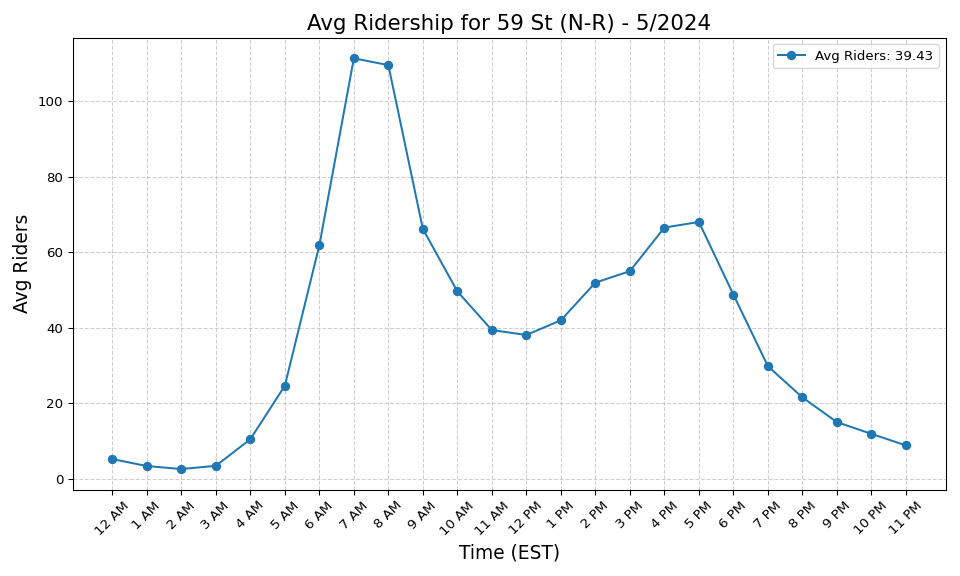 Avg Ridership for 59 St (N-R) - 5/2024
Avg Riders: 39.43
Avg Riders
100
80
60
40
20
0
12 AM
1 AM
2 AM
3 AM
4 AM
5 AM
6 AM
7 AM
8 AM
9 AM
10 AM
11 AM
12 PM
1 PM
2 PM
3 PM
4 PM
5 PM
6 PM
7 PM
8 PM
9 PM
10 PM
11 PM
Time (EST)